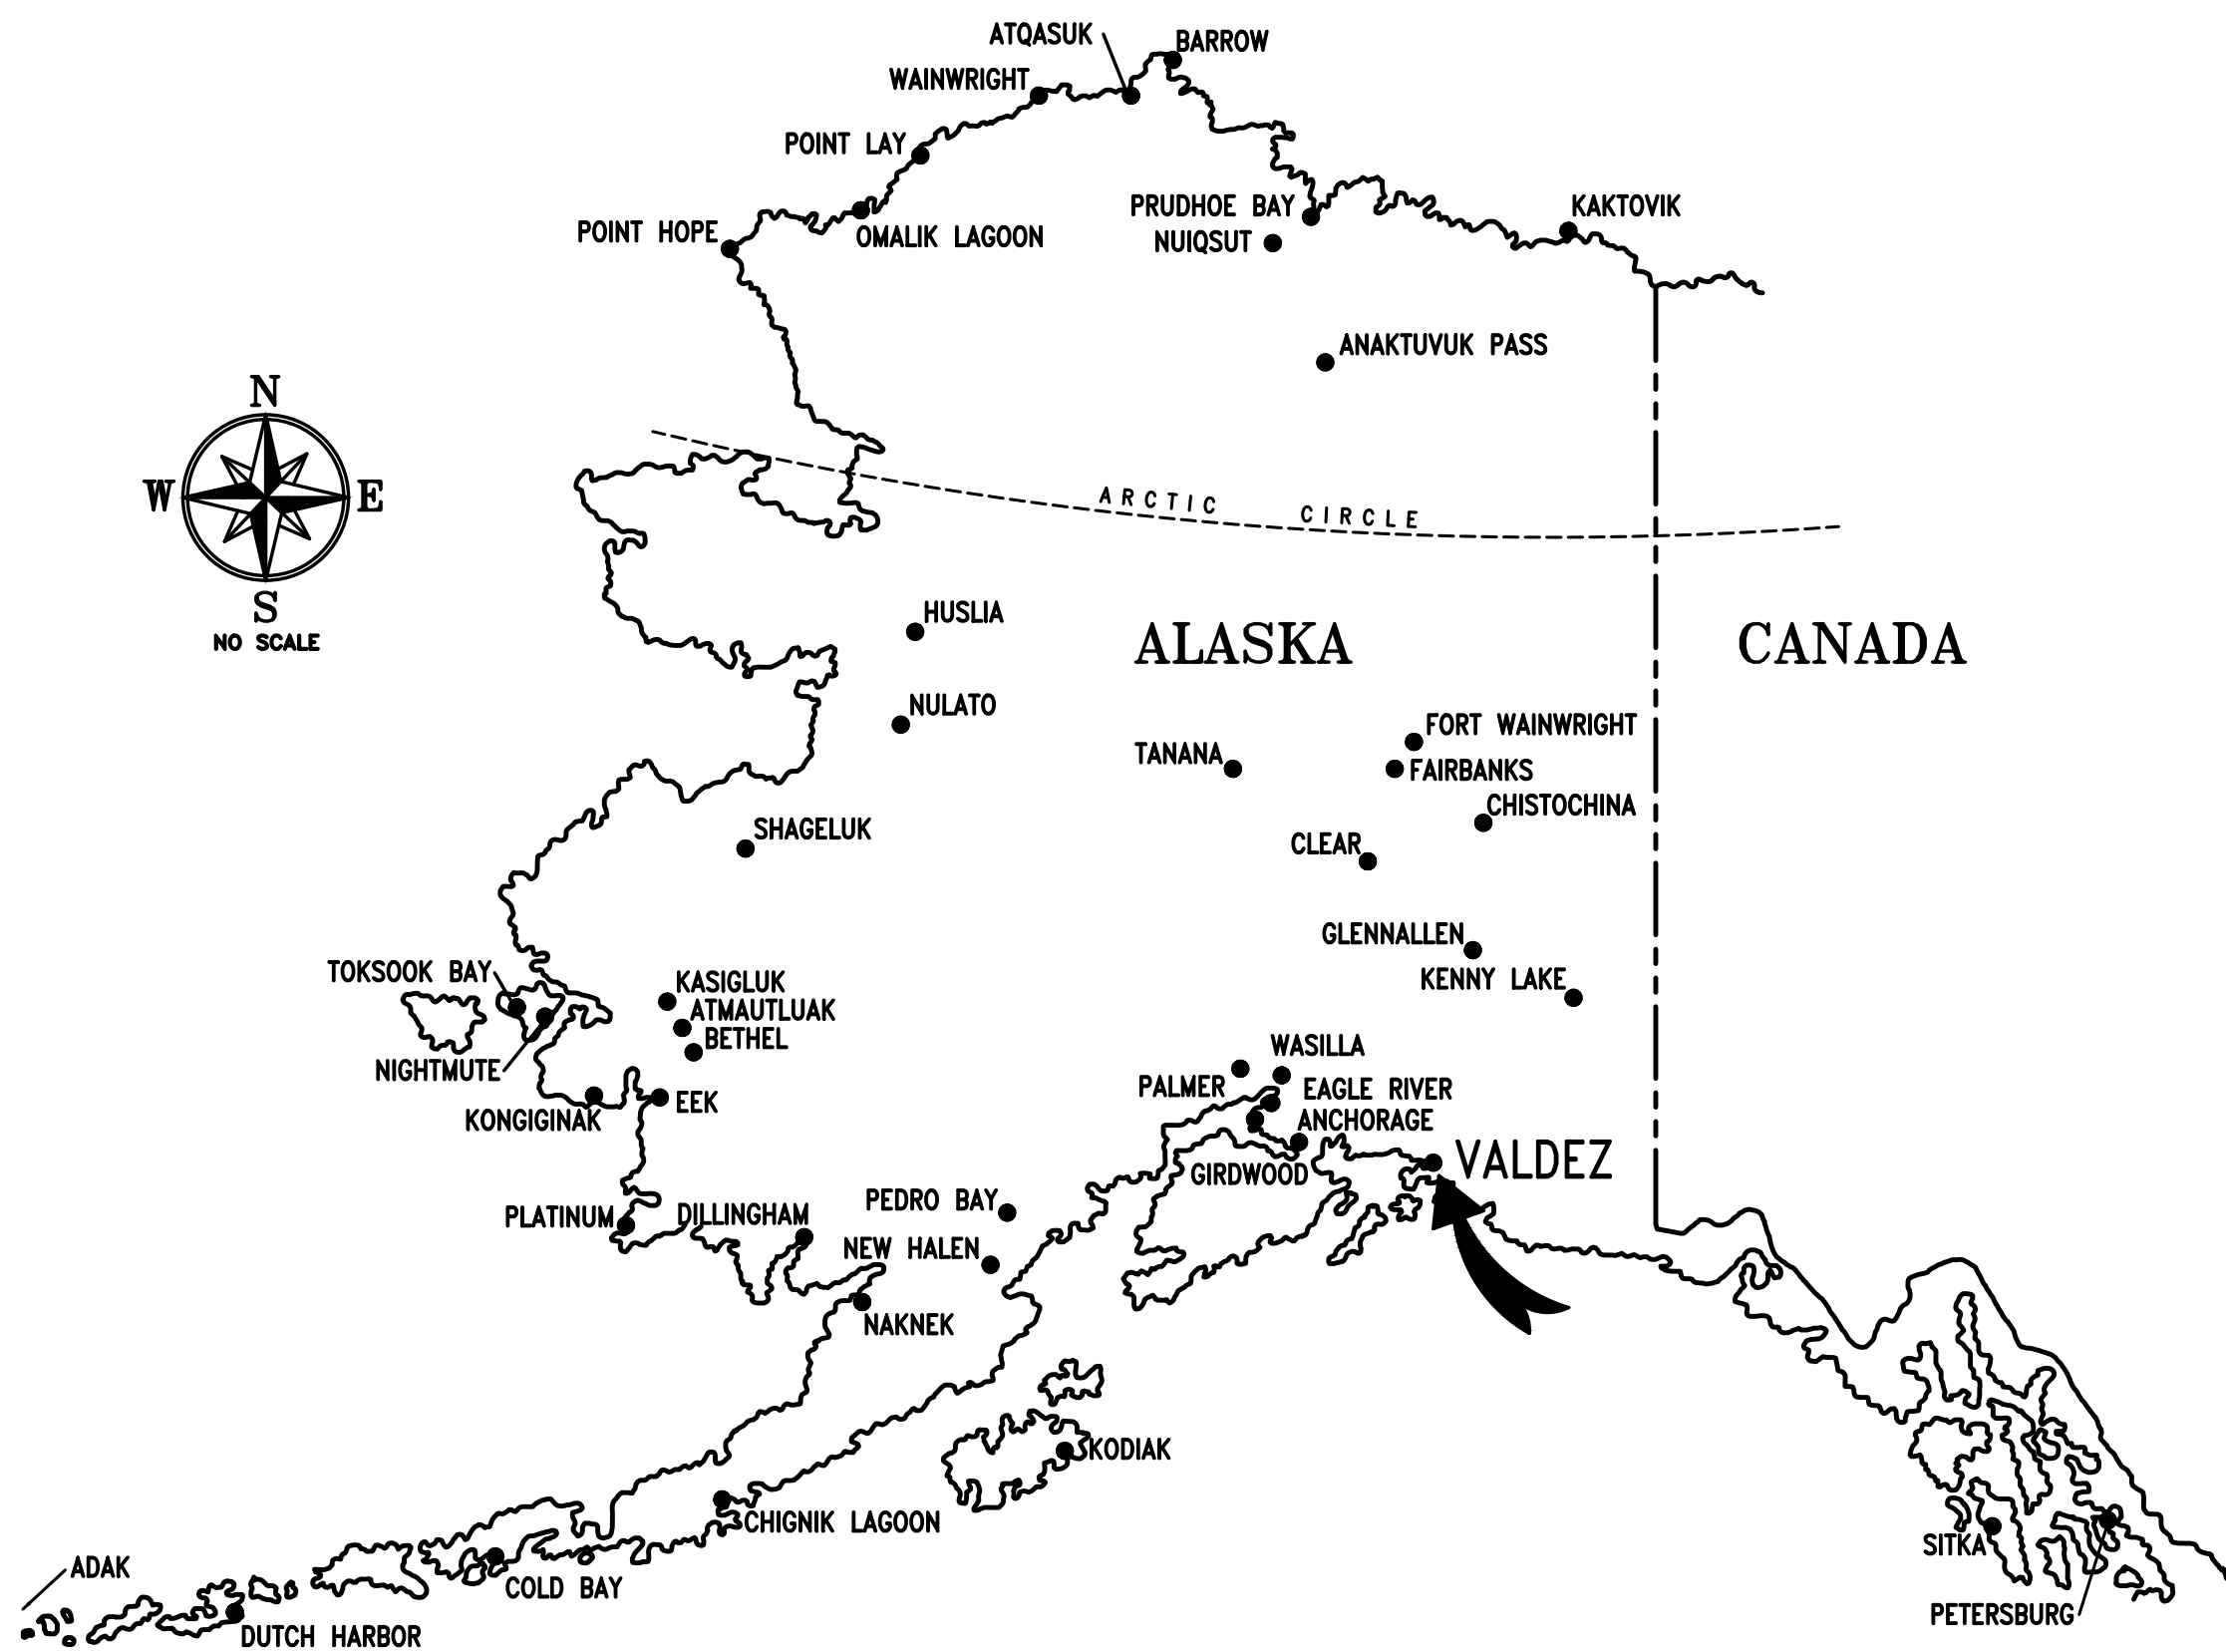 ATQASUK
BARROW
WAINWRIGHT
POINT LAY
PRUDHOE BAY
KAKTOVIK
POINT HOPE
OMALIK LAGOON
NUIQSUT
ANAKTUVUK PASS
N
W
E
S
NO SCALE
ARCTIC CIRCLE
HUSLIA
ALASKA
CANADA
NULATO
FORT WAINWRIGHT
TANANA
FAIRBANKS
CHISTOCHINA
SHAGELUK
CLEAR
GLENNALLEN
TOKSOOK BAY
KASIGLUK
KENNY LAKE
ATMAUTLUAK
BETHEL
WASILLA
NIGHTMUTE
PALMER
EAGLE RIVER
EEK
KONGIGINAK
ANCHORAGE
VALDEZ
GIRDWOOD
PEDRO BAY
PLATINUM
DILLINGHAM
NEW HALEN
NAKNEK
KODIAK
CHIGNIK LAGOON
SITKA
ADAK
COLD BAY
PETERSBURG
DUTCH HARBOR